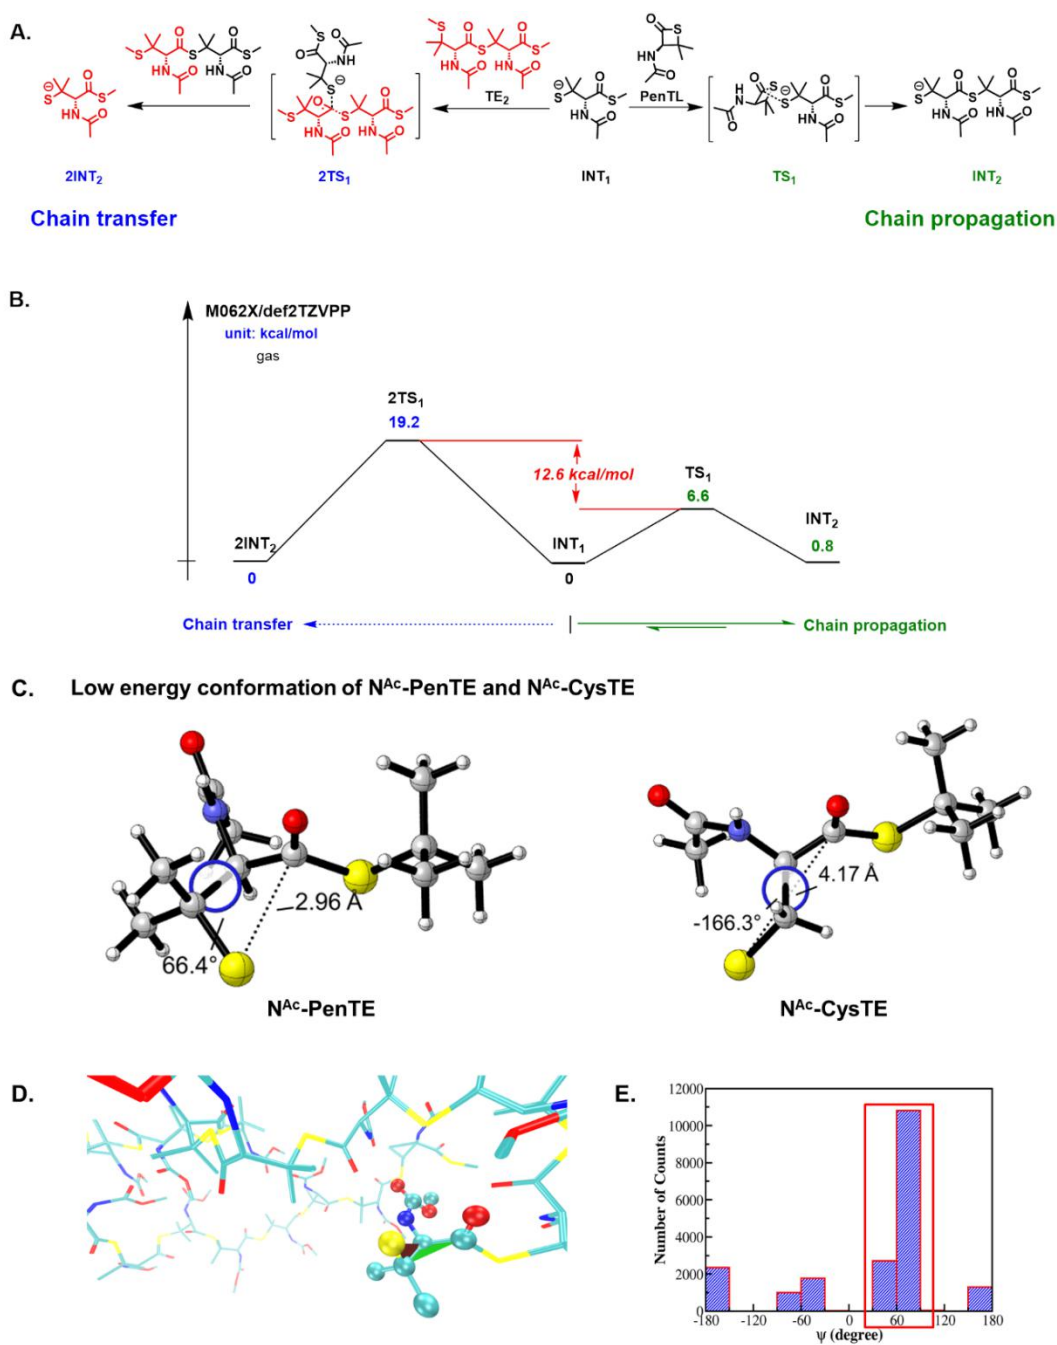 A.
S
O
S
N
H
O
TE₂
PenTL
⊖
S
O
S
HN
O
2INT₂
2TS₁
INT₁
TS₁
INT₂
Chain transfer
Chain propagation
B.
M062X/def2TZVPP
unit: kcal/mol
gas
2TS₁
19.2
12.6 kcal/mol
TS₁
6.6
2INT₂
INT₁
INT₂
0.8
0
0
Chain transfer
Chain propagation
C. Low energy conformation of Nᴬᶜ-PenTE and Nᴬᶜ-CysTE
2.96 Å
4.17 Å
66.4°
-166.3°
Nᴬᶜ-PenTE
Nᴬᶜ-CysTE
D.
E.
Number of Counts
12000
10000
8000
6000
4000
2000
0
-180 -120 -60 0 60 120 180
ψ (degree)